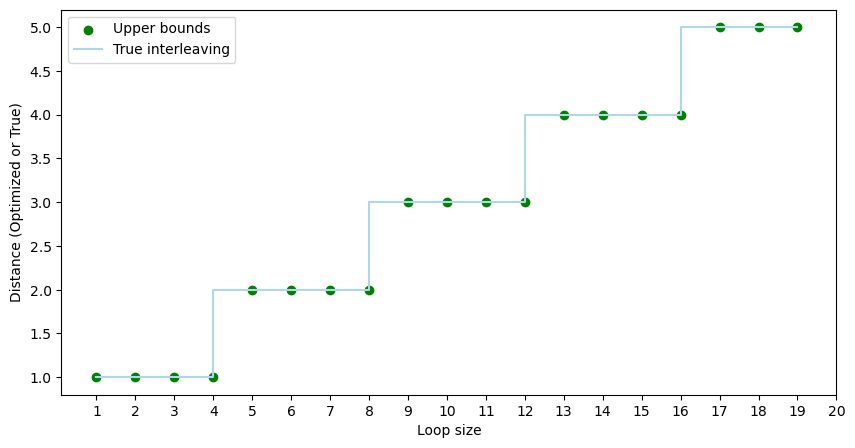 Upper bounds
True interleaving
Distance (Optimized or True)
5.0
4.5
4.0
3.5
3.0
2.5
2.0
1.5
1.0
1 2 3 4 5 6 7 8 9 10 11 12 13 14 15 16 17 18 19 20
Loop size